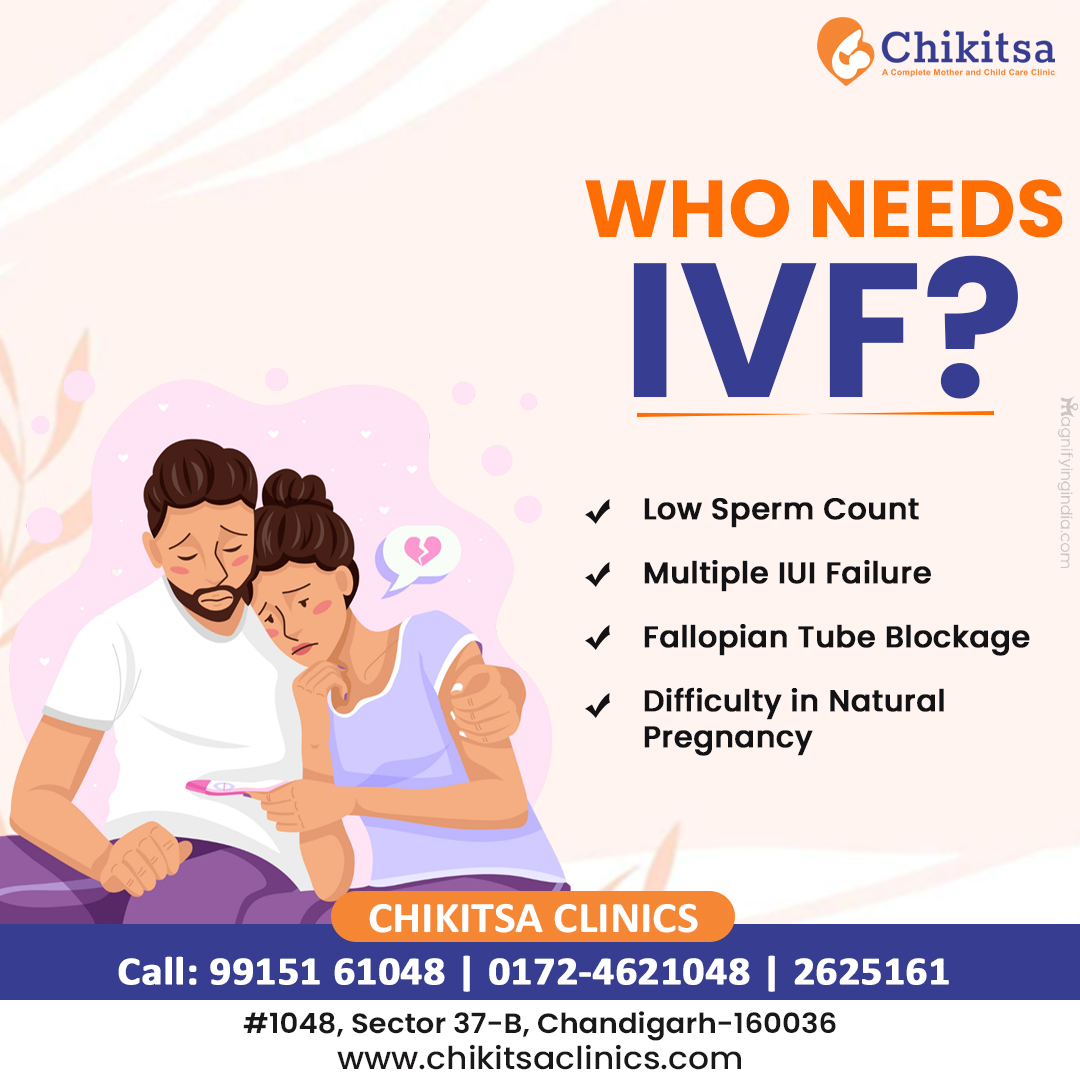 Chikitsa
A Complete Mother and Child Care Clinic
WHO NEEDS
IVF?
Low Sperm Count
Multiple IUI Failure
Fallopian Tube Blockage
Difficulty in Natural
Pregnancy
Magnifyingindia.com
CHIKITSA CLINICS
Call: 99151 61048 | 0172-4621048 | 2625161
#1048, Sector 37-B, Chandigarh-160036
www.chikitsaclinics.com